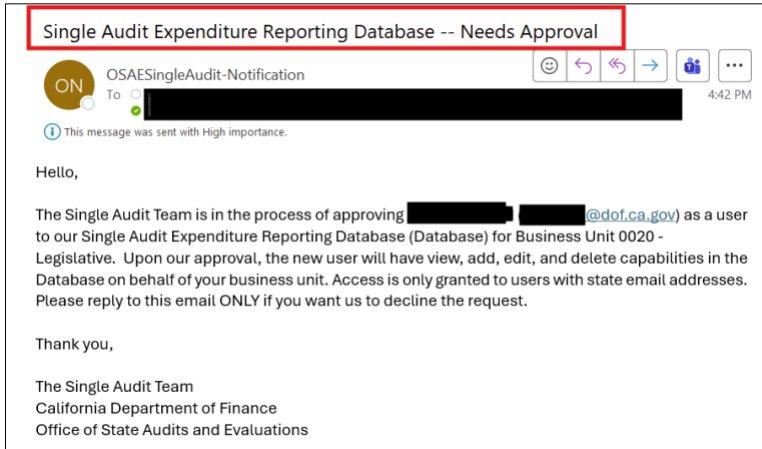 Single Audit Expenditure Reporting Database -- Needs Approval
ON
OSAESingleAudit-Notification
To
4:42 PM
This message was sent with High importance.
Hello,
The Single Audit Team is in the process of approving ( @dof.ca.gov) as a user
to our Single Audit Expenditure Reporting Database (Database) for Business Unit 0020 -
Legislative. Upon our approval, the new user will have view, add, edit, and delete capabilities in the
Database on behalf of your business unit. Access is only granted to users with state email addresses.
Please reply to this email ONLY if you want us to decline the request.
Thank you,
The Single Audit Team
California Department of Finance
Office of State Audits and Evaluations